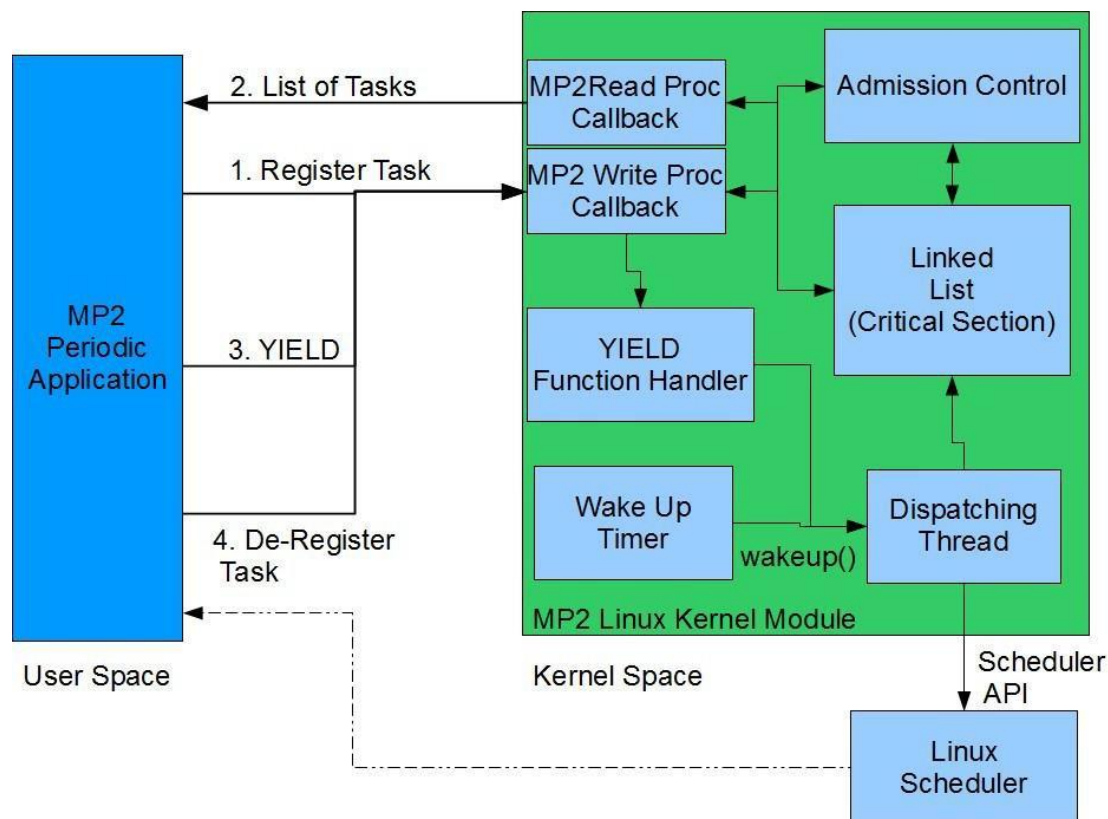 MP2
Periodic
Application
User Space
2. List of Tasks
1. Register Task
3. YIELD
4. De-Register
Task
MP2Read Proc
Callback
MP2 Write Proc
Callback
YIELD
Function Handler
Wake Up
Timer
wakeup()
Admission Control
Linked
List
(Critical Section)
Dispatching
Thread
MP2 Linux Kernel Module
Kernel Space
Scheduler
API
Linux
Scheduler